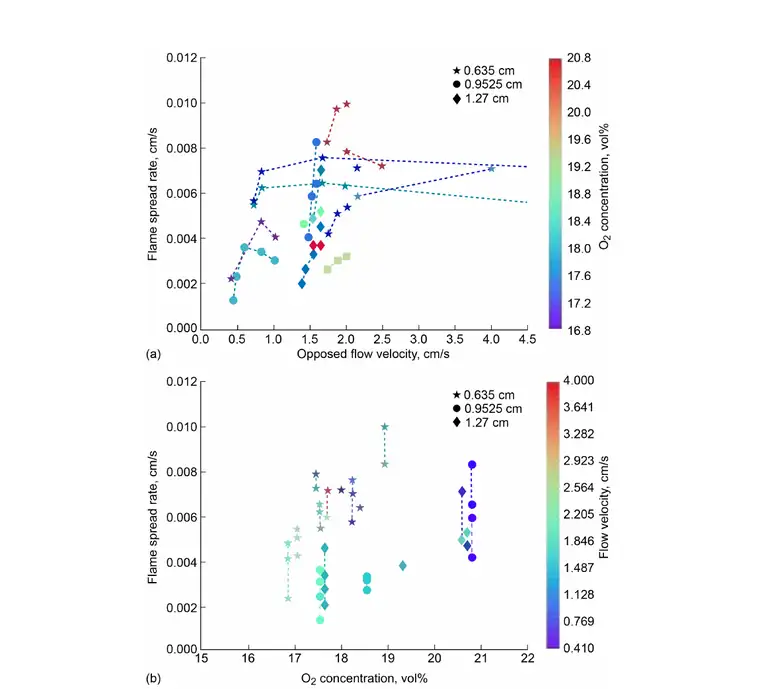 0.012
0.010
0.008
0.006
0.004
0.002
0.000
Flame spread rate, cm/s
0.0 0.5 1.0 1.5 2.0 2.5 3.0 3.5 4.0 4.5
Opposed flow velocity, cm/s
(a)
0.635 cm
0.9525 cm
1.27 cm
20.8
20.4
20.0
19.6
19.2
18.8
18.4
18.0
17.6
17.2
16.8
O2 concentration, vol%
0.012
0.010
0.008
0.006
0.004
0.002
0.000
Flame spread rate, cm/s
15 16 17 18 19 20 21 22
O2 concentration, vol%
(b)
0.635 cm
0.9525 cm
1.27 cm
4.000
3.641
3.282
2.923
2.564
2.205
1.846
1.487
1.128
0.769
0.410
Flow velocity, cm/s